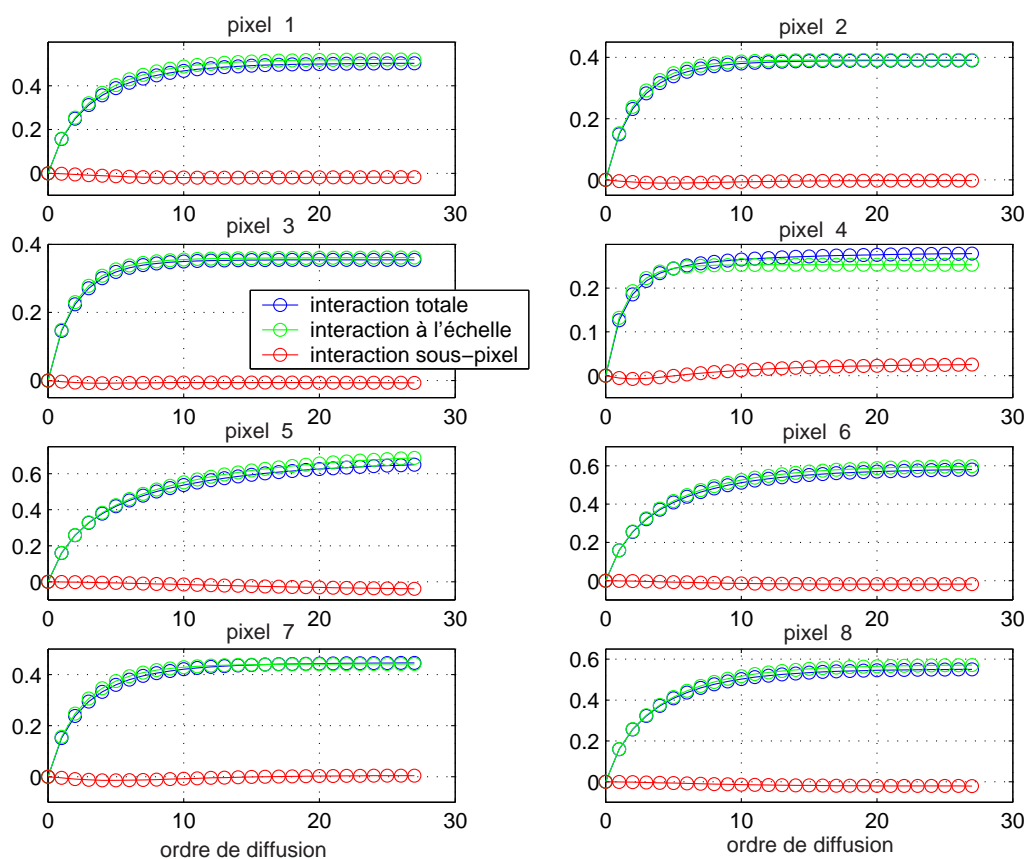 pixel 1
0.4
0.2
0
0 10 20 30
pixel 2
0.4
0.2
0
0 10 20 30
pixel 3
0.4
0.2
0
0 10 20 30
pixel 4
0.2
0.1
0
0 10 20 30
interaction totale
interaction à l'échelle
interaction sous−pixel
pixel 5
0.6
0.4
0.2
0
0 10 20 30
pixel 6
0.6
0.4
0.2
0
0 10 20 30
pixel 7
0.4
0.2
0
0 10 20 30
ordre de diffusion
pixel 8
0.6
0.4
0.2
0
0 10 20 30
ordre de diffusion